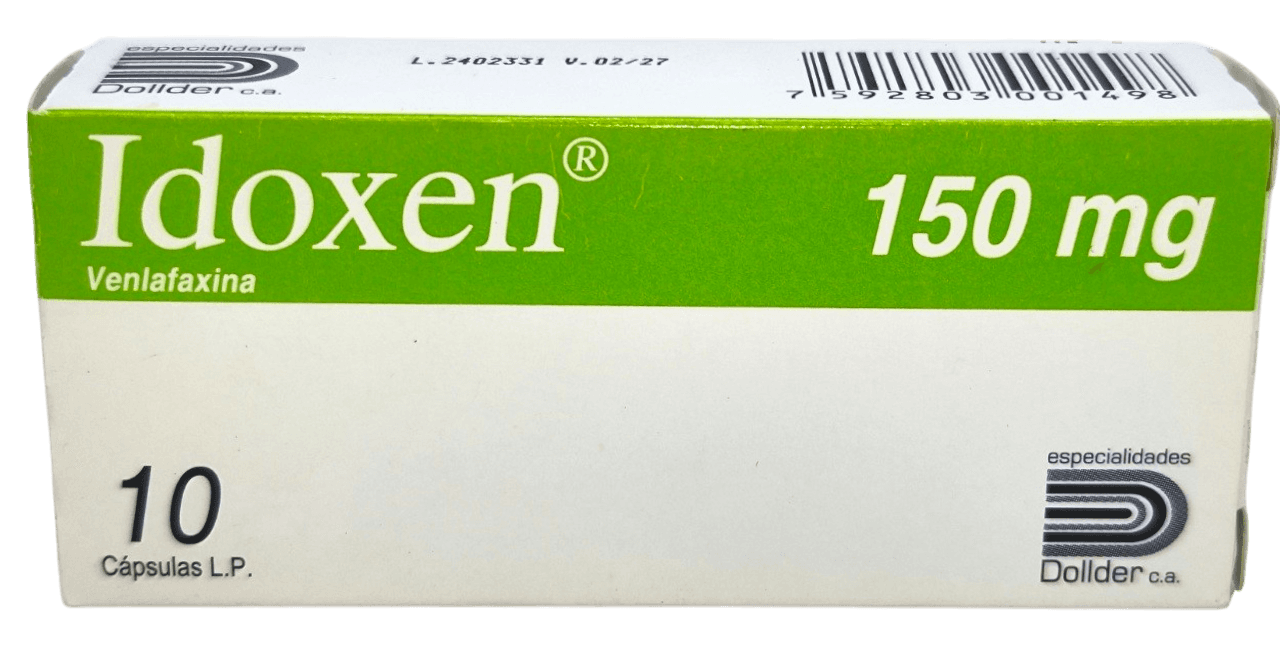 especialidades
Dollder c.a.
L.2402331 V.02/27
7 592803 001498
Idoxen®
150 mg
Venlafaxina
10
Cápsulas L.P.
especialidades
Dollder c.a.